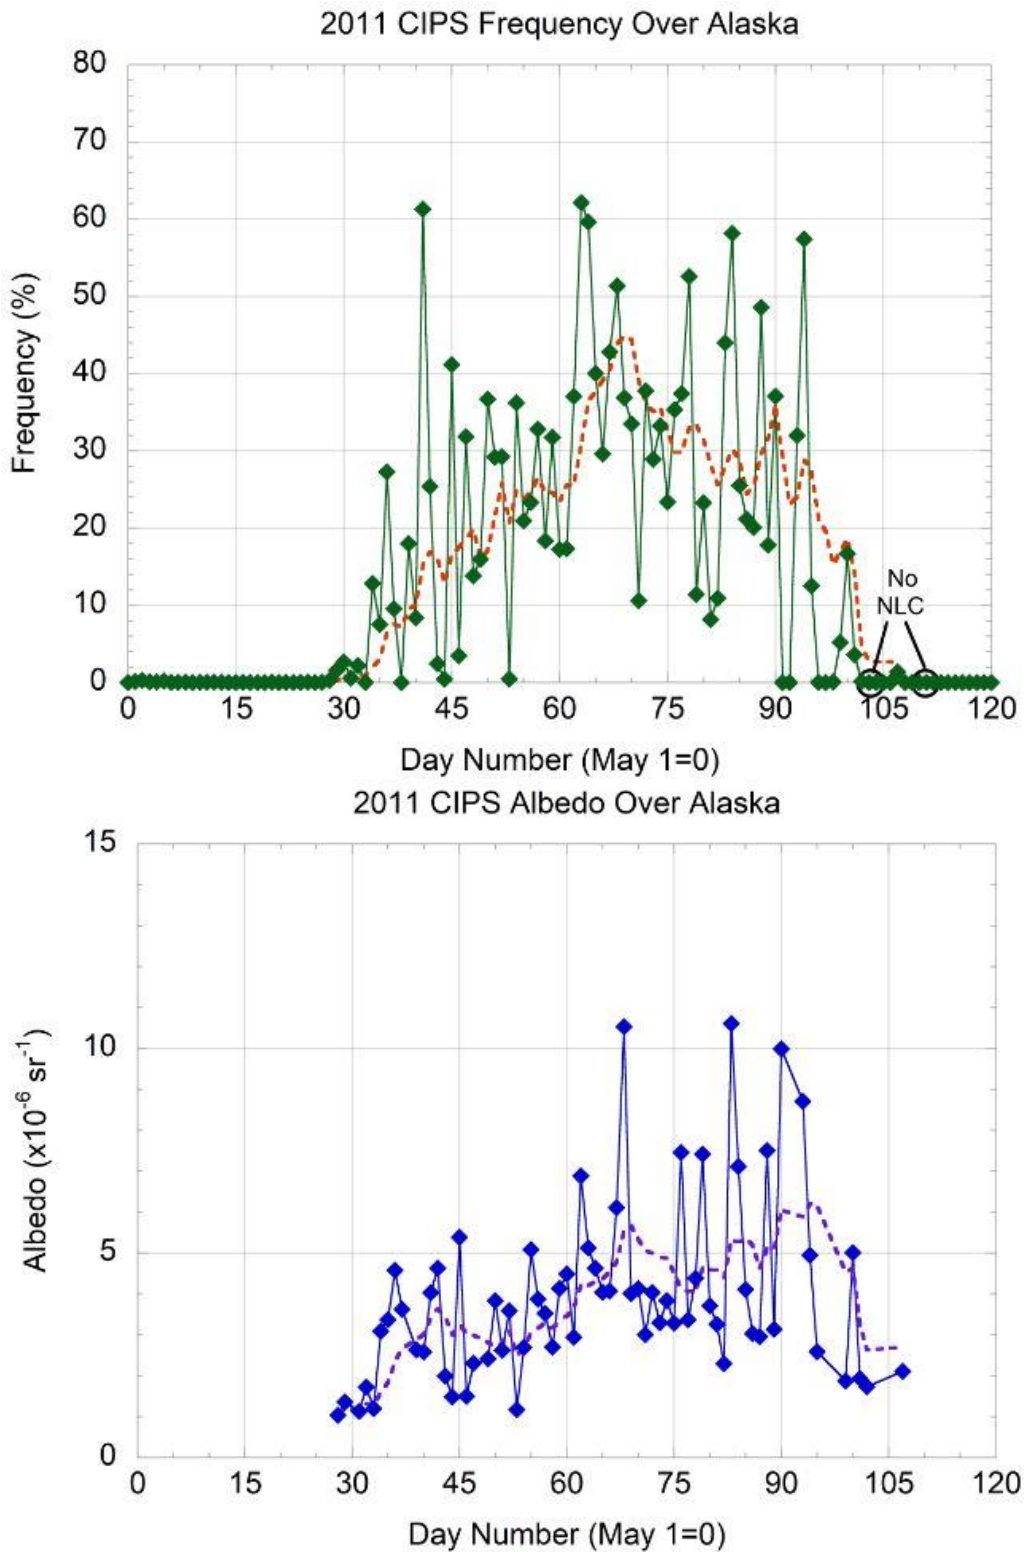 2011 CIPS Frequency Over Alaska
80
70
60
50
40
30
20
10
0
Frequency (%)
No
NLC
0 15 30 45 60 75 90 105 120
Day Number (May 1=0)
2011 CIPS Albedo Over Alaska
15
10
5
0
Albedo (x10⁻⁶ sr⁻¹)
0 15 30 45 60 75 90 105 120
Day Number (May 1=0)